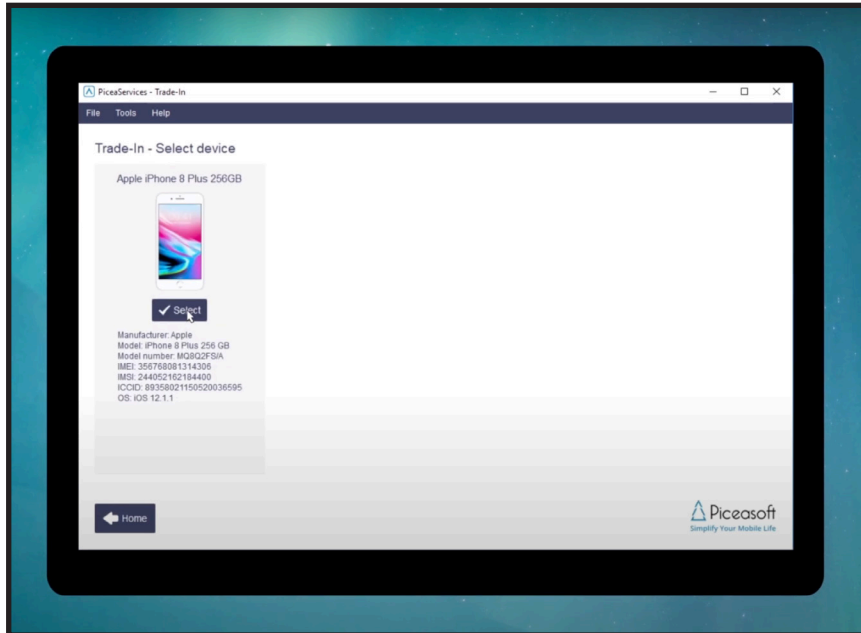 PiceaServices - Trade-In
File Tools Help
Trade-In - Select device
Apple iPhone 8 Plus 256GB
Select
Manufacturer: Apple
Model: iPhone 8 Plus 256 GB
Model number: MQ8Q2FS/A
IMEI: 356768081314306
IMSI: 244052162184400
ICCID: 89358021150520036595
OS: iOS 12.1.1
Home
Piceasoft
Simplify Your Mobile Life